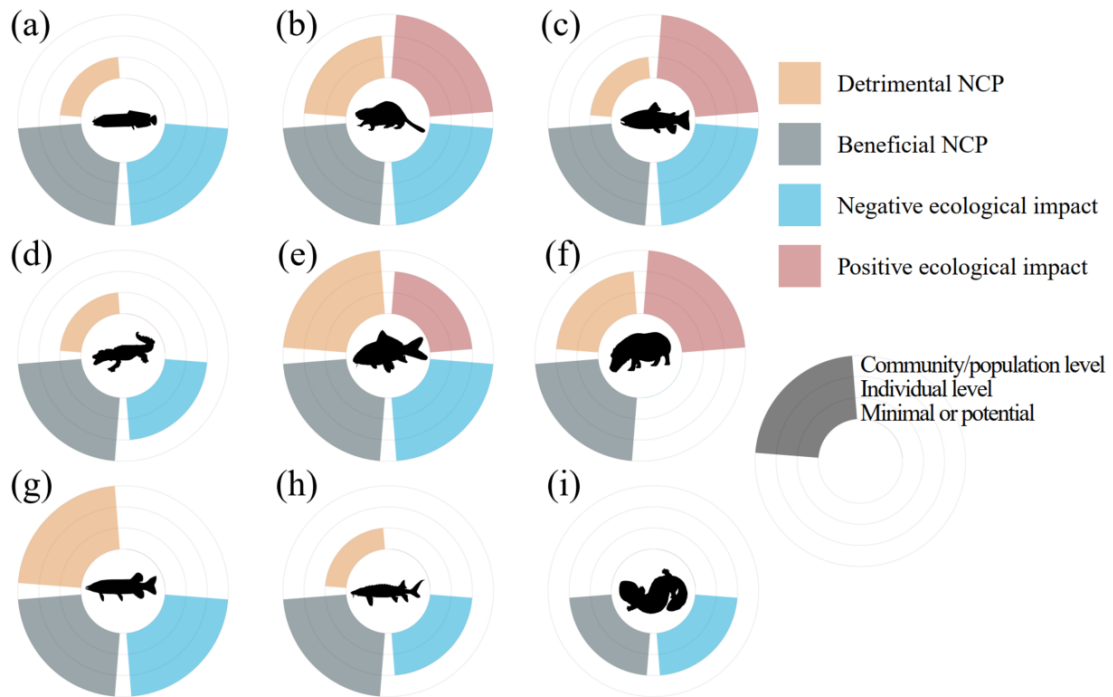 (a)
(b)
(c)
Detrimental NCP
Beneficial NCP
Negative ecological impact
Positive ecological impact
(d)
(e)
(f)
Community/population level
Individual level
Minimal or potential
(g)
(h)
(i)